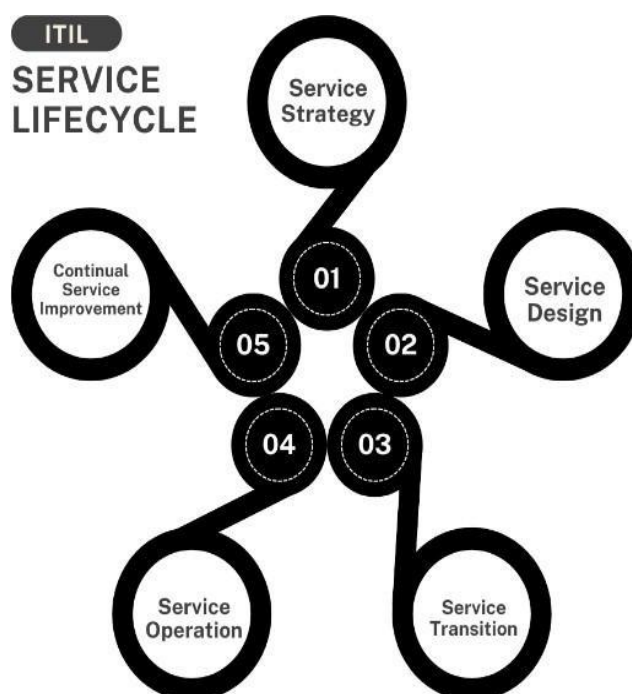 ITIL
SERVICE
LIFECYCLE
Service
Strategy
01
Service
Design
02
Service
Transition
03
Service
Operation
04
Continual
Service
Improvement
05